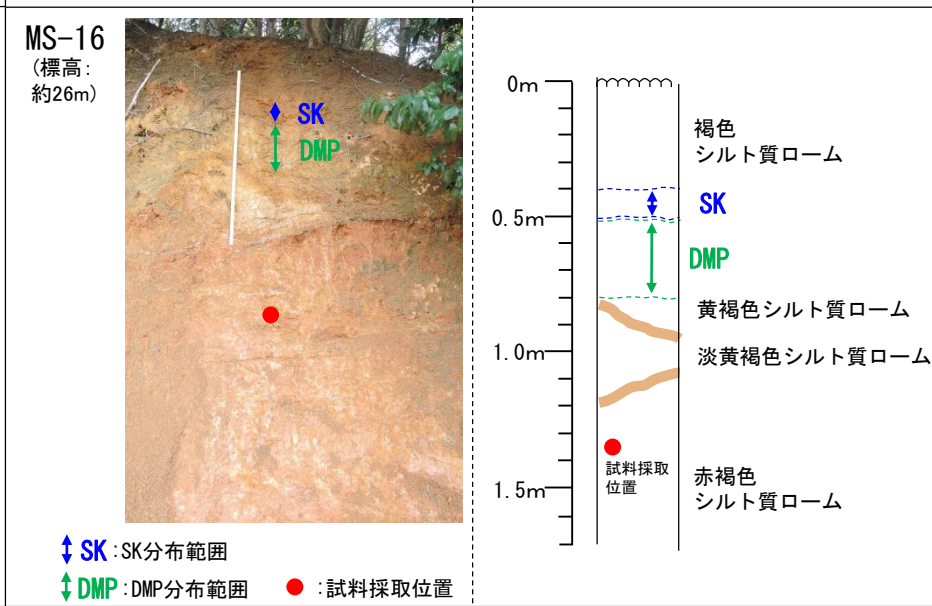 MS-16
(標高:
約26m)
SK
DMP
SK:SK分布範囲
DMP:DMP分布範囲
:試料採取位置
0m
0.5m
1.0m
1.5m
褐色
シルト質ローム
SK
DMP
黄褐色シルト質ローム
淡黄褐色シルト質ローム
試料採取
位置
赤褐色
シルト質ローム